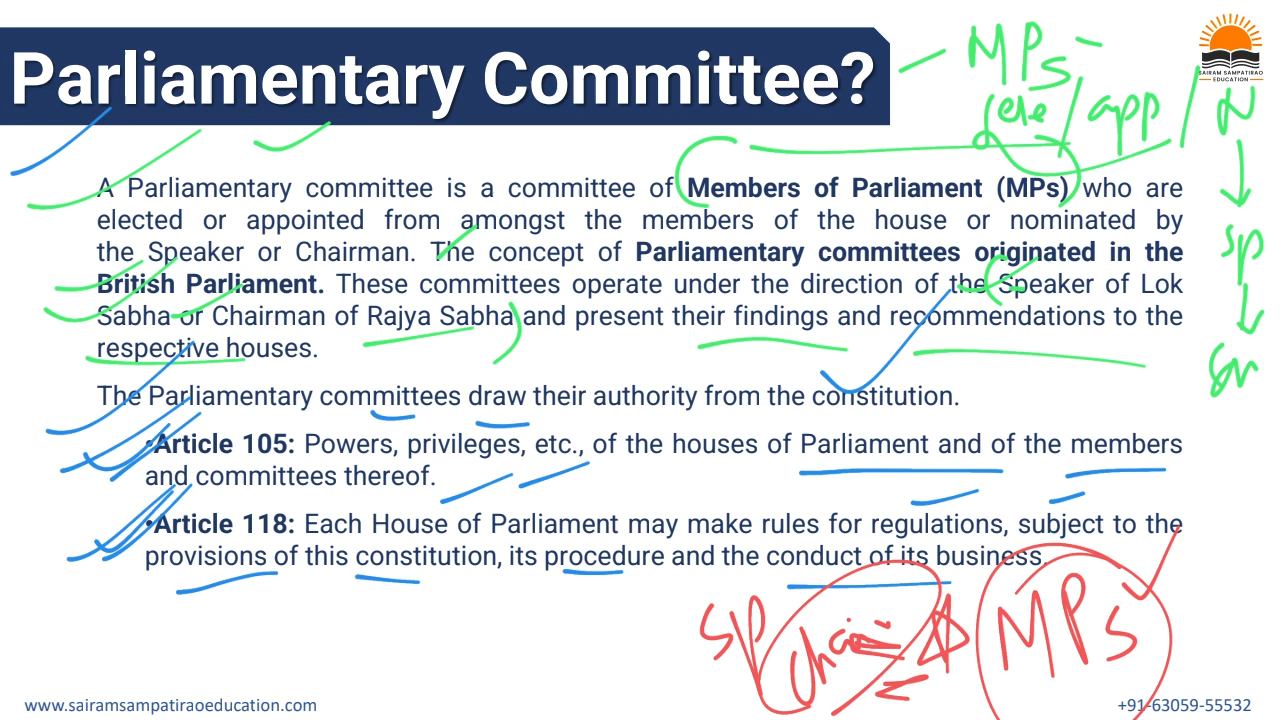 Parliamentary Committee?
MPs
SAIRAM SAMPATIRAO
EDUCATION
app
A Parliamentary committee is a committee of Members of Parliament (MPs) who are
elected or appointed from amongst the members of the house or nominated by
the Speaker or Chairman. The concept of Parliamentary committees originated in the
British Parliament. These committees operate under the direction of the Speaker of Lok
Sabha or Chairman of Rajya Sabha and present their findings and recommendations to the
respective houses.
The Parliamentary committees draw their authority from the constitution.
•Article 105: Powers, privileges, etc., of the houses of Parliament and of the members
and committees thereof.
•Article 118: Each House of Parliament may make rules for regulations, subject to the
provisions of this constitution, its procedure and the conduct of its business.
SP
MPs
www.sairamsampatiraoeducation.com
+91-63059-55532